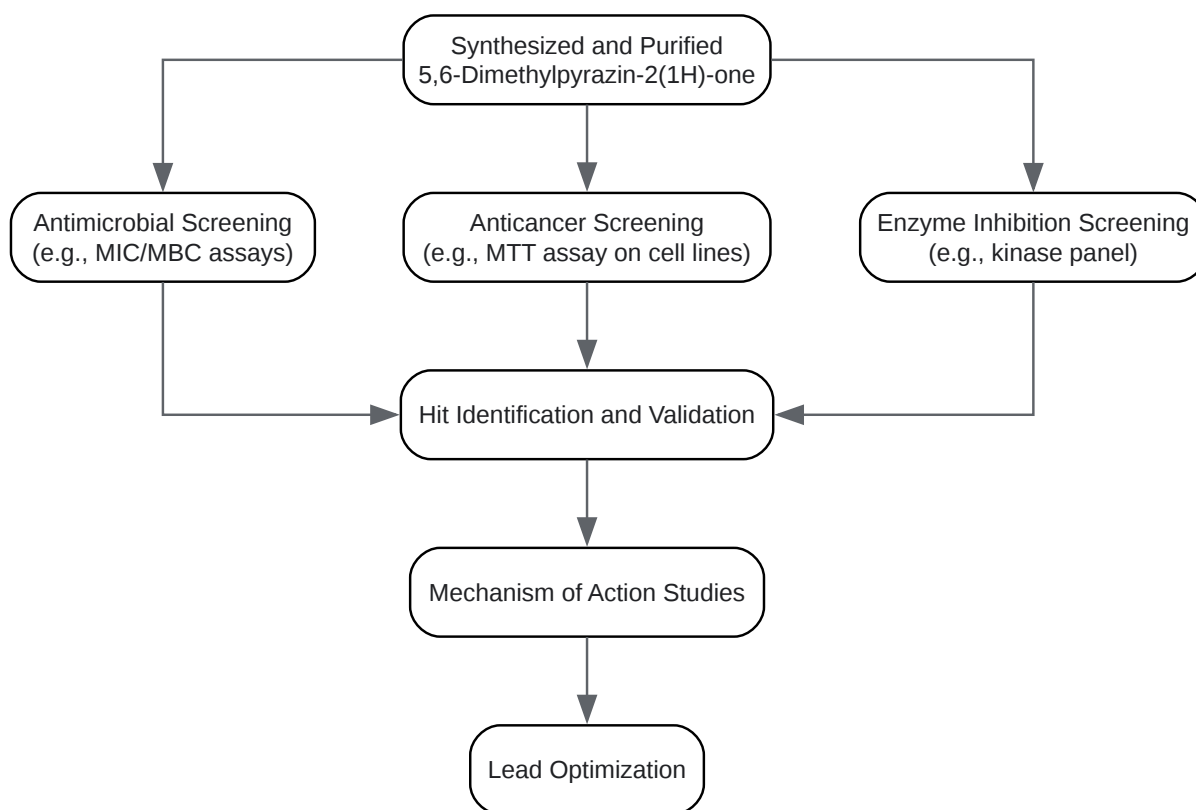 Synthesized and Purified
5,6-Dimethylpyrazin-2(1H)-one
Antimicrobial Screening
(e.g., MIC/MBC assays)
Anticancer Screening
(e.g., MTT assay on cell lines)
Enzyme Inhibition Screening
(e.g., kinase panel)
Hit Identification and Validation
Mechanism of Action Studies
Lead Optimization